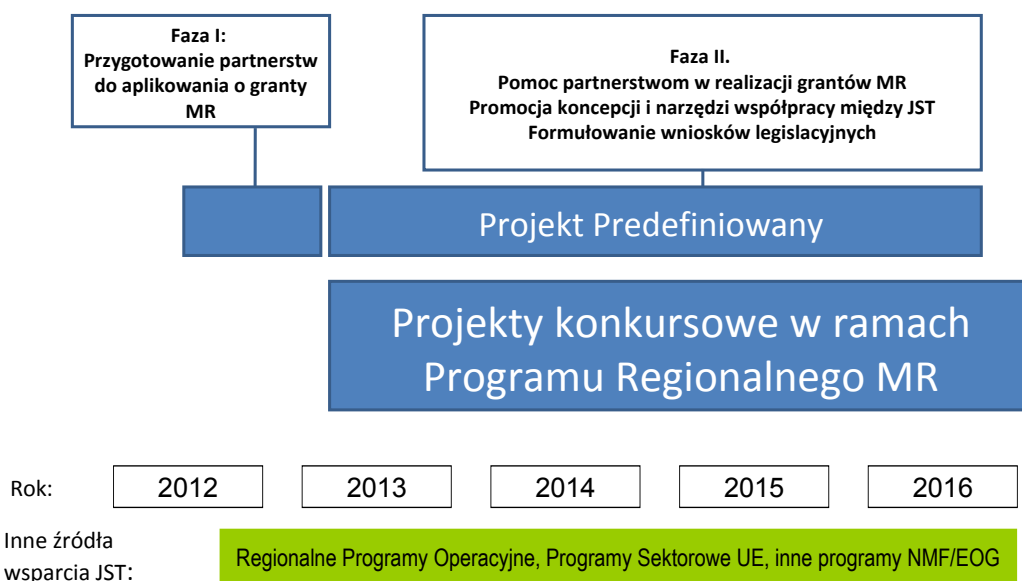 Faza I:
Przygotowanie partnerstw
do aplikowania o granty
MR
Faza II.
Pomoc partnerstwom w realizacji grantów MR
Promocja koncepcji i narzędzi współpracy między JST
Formułowanie wniosków legislacyjnych
Projekt Predefiniowany
Projekty konkursowe w ramach
Programu Regionalnego MR
Rok:
2012
2013
2014
2015
2016
Inne źródła
wsparcia JST:
Regionalne Programy Operacyjne, Programy Sektorowe UE, inne programy NMF/EOG